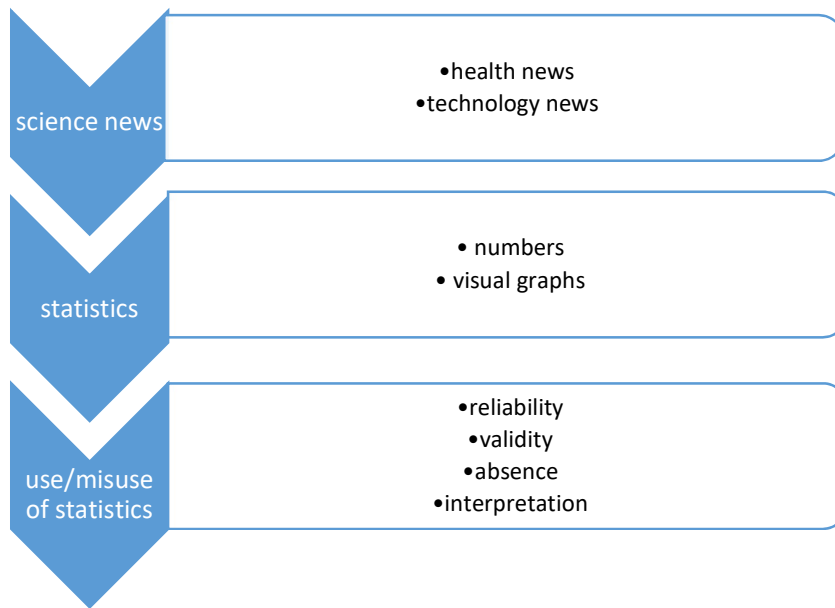 science news
•health news
•technology news
statistics
• numbers
• visual graphs
use/misuse
of statistics
•reliability
•validity
•absence
•interpretation